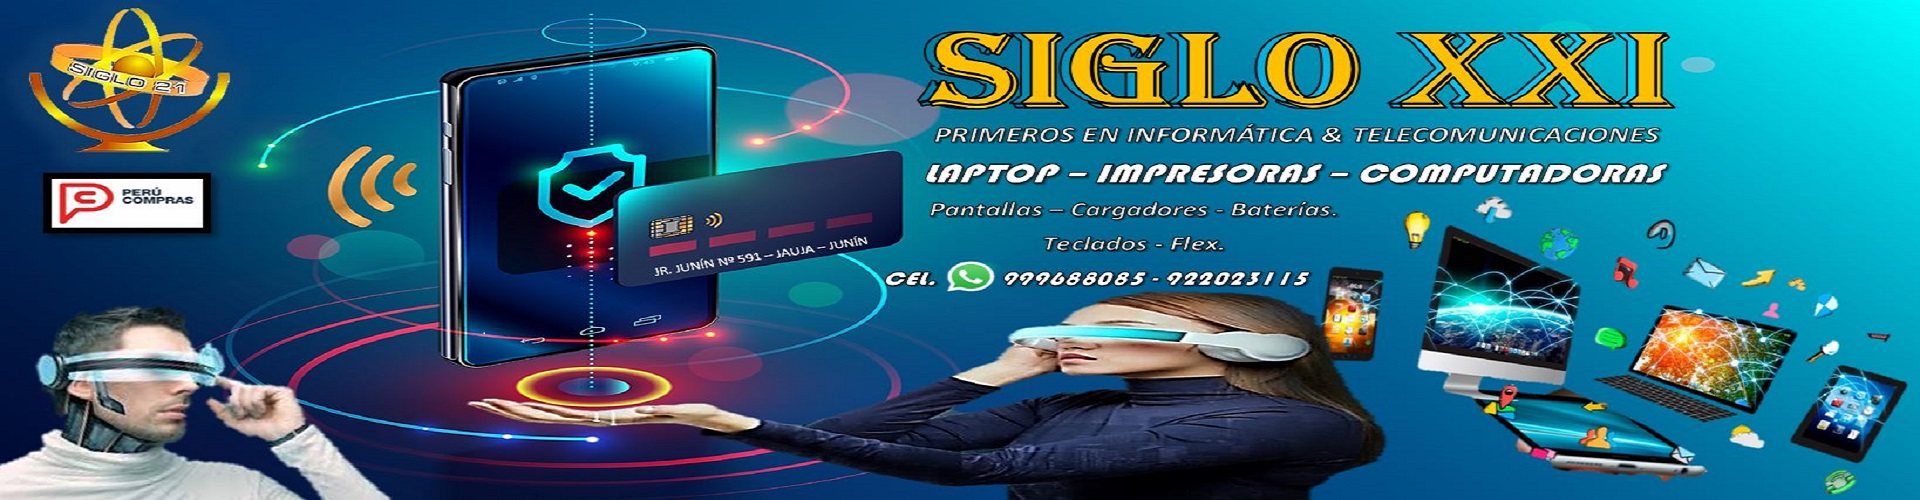 SIGLO 21
PERÚ
COMPRAS
SIGLO XXI
PRIMEROS EN INFORMÁTICA & TELECOMUNICACIONES
LAPTOP – IMPRESORAS – COMPUTADORAS
Pantallas – Cargadores - Baterías.
Teclados - Flex.
CEL. 999688085 - 922023115
JR. JUNÍN Nº 591 – JAUJA – JUNÍN